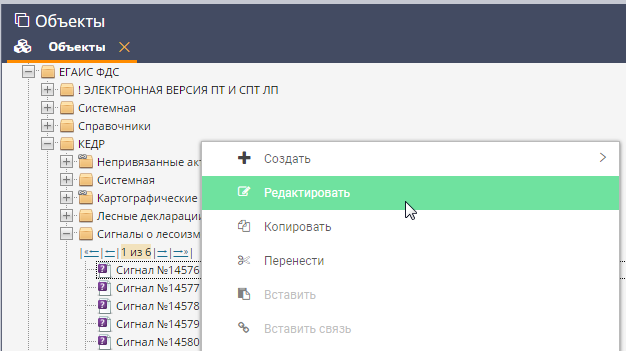 Объекты
Объекты
ЕГАИС ФДС
! ЭЛЕКТРОННАЯ ВЕРСИЯ ПТ И СПТ ЛП
Системная
Справочники
КЕДР
Непривязанные ак
Создать
Системная
Редактировать
Картографические
Лесные декларации
Копировать
Сигналы о лесоизм
1 из 6
Перенести
Сигнал №14576
Сигнал №14577
Вставить
Сигнал №14578
Сигнал №14579
Вставить связь
Сигнал №14580